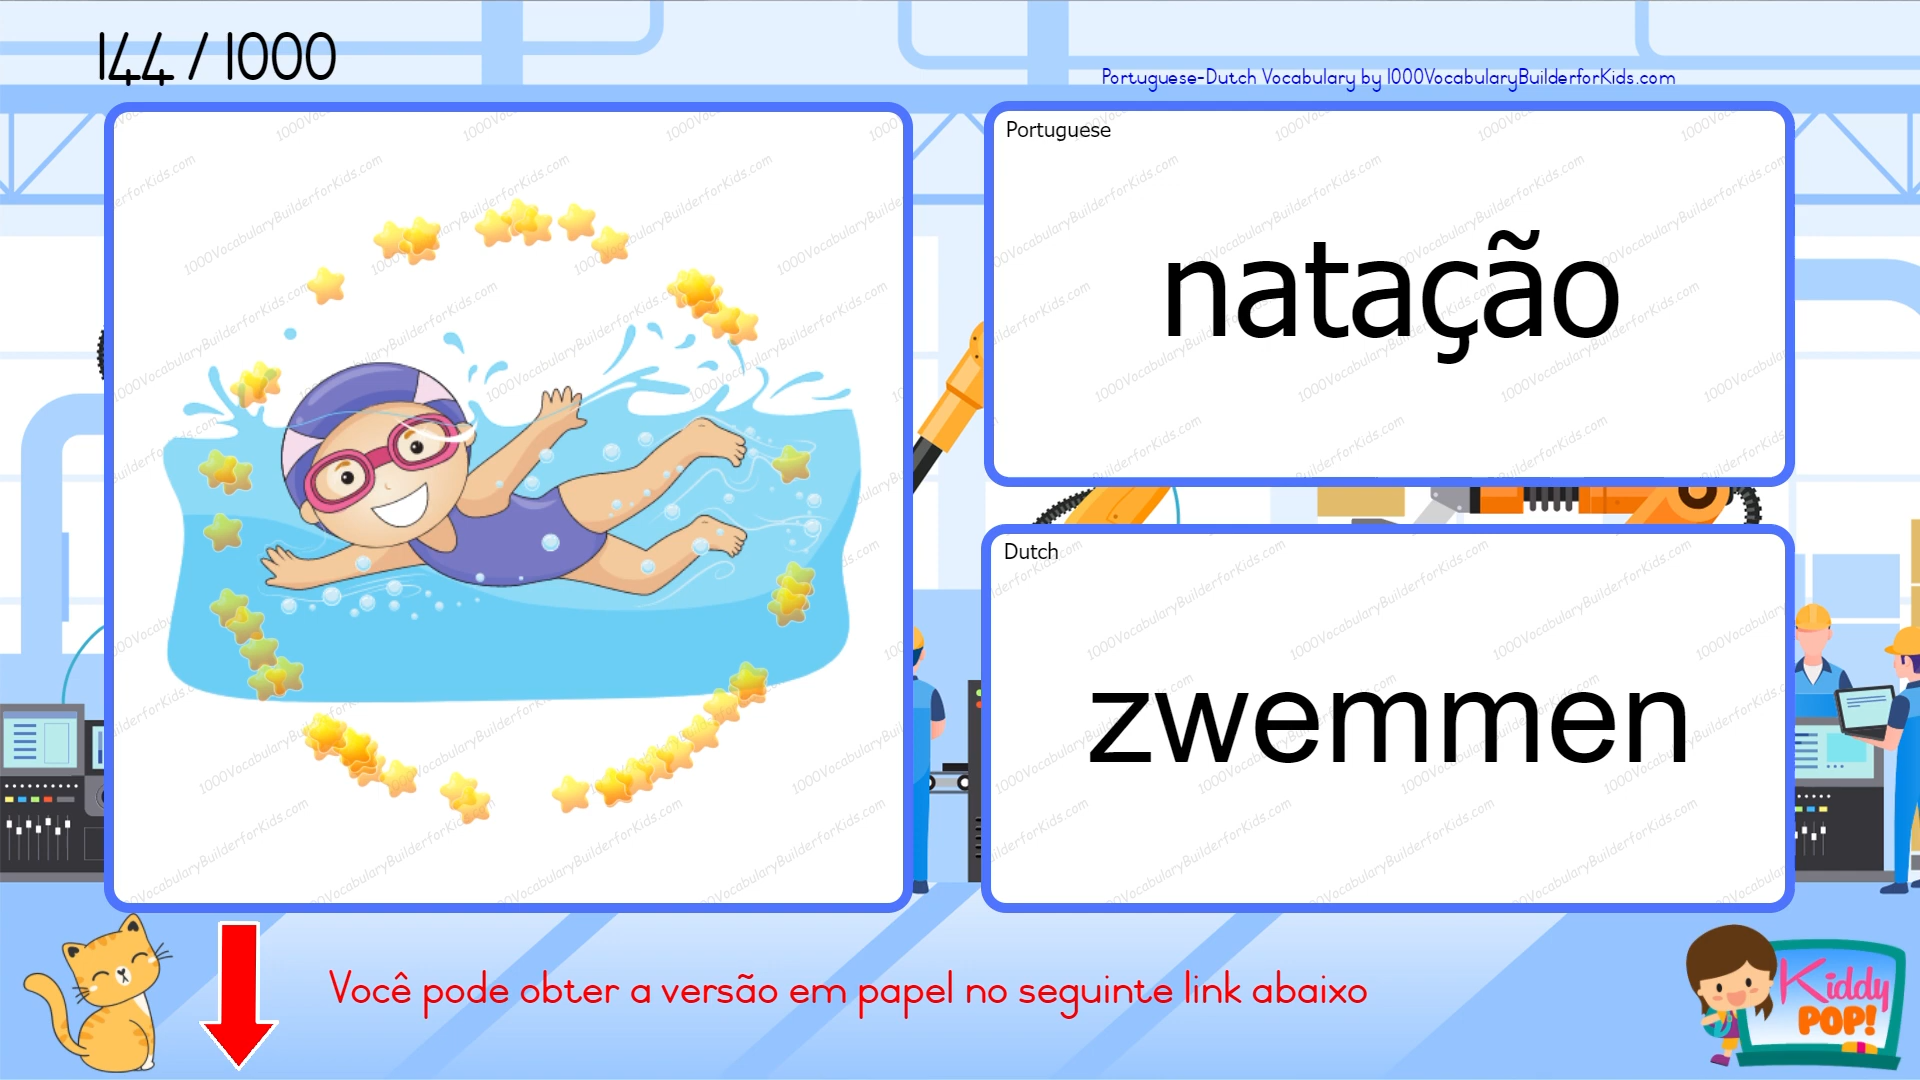 144 / 1000
Portuguese-Dutch Vocabulary by 1000VocabularyBuilderforKids.com
Portuguese
natação
Dutch
zwemmen
Você pode obter a versão em papel no seguinte link abaixo
Kiddy
POP!